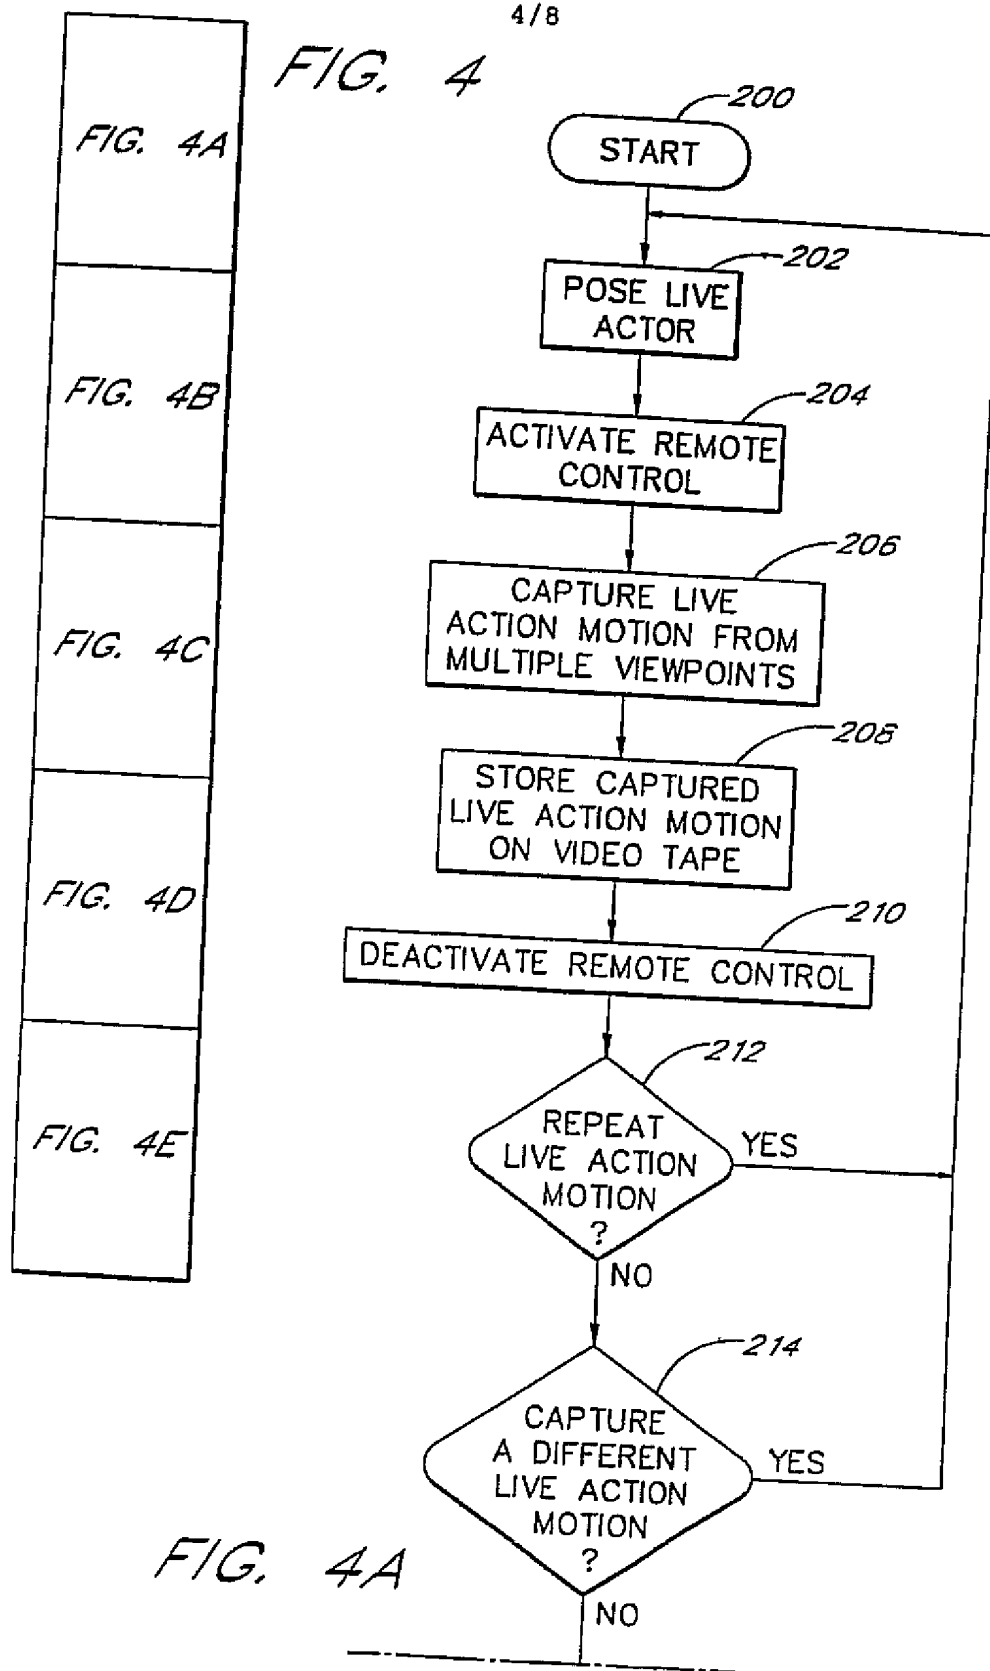 4/8
FIG. 4
FIG. 4A
FIG. 4B
FIG. 4C
FIG. 4D
FIG. 4E
200
START
202
POSE LIVE
ACTOR
204
ACTIVATE REMOTE
CONTROL
206
CAPTURE LIVE
ACTION MOTION FROM
MULTIPLE VIEWPOINTS
208
STORE CAPTURED
LIVE ACTION MOTION
ON VIDEO TAPE
210
DEACTIVATE REMOTE CONTROL
212
REPEAT
LIVE ACTION
MOTION
?
YES
NO
214
CAPTURE
A DIFFERENT
LIVE ACTION
MOTION
?
YES
NO
FIG. 4A